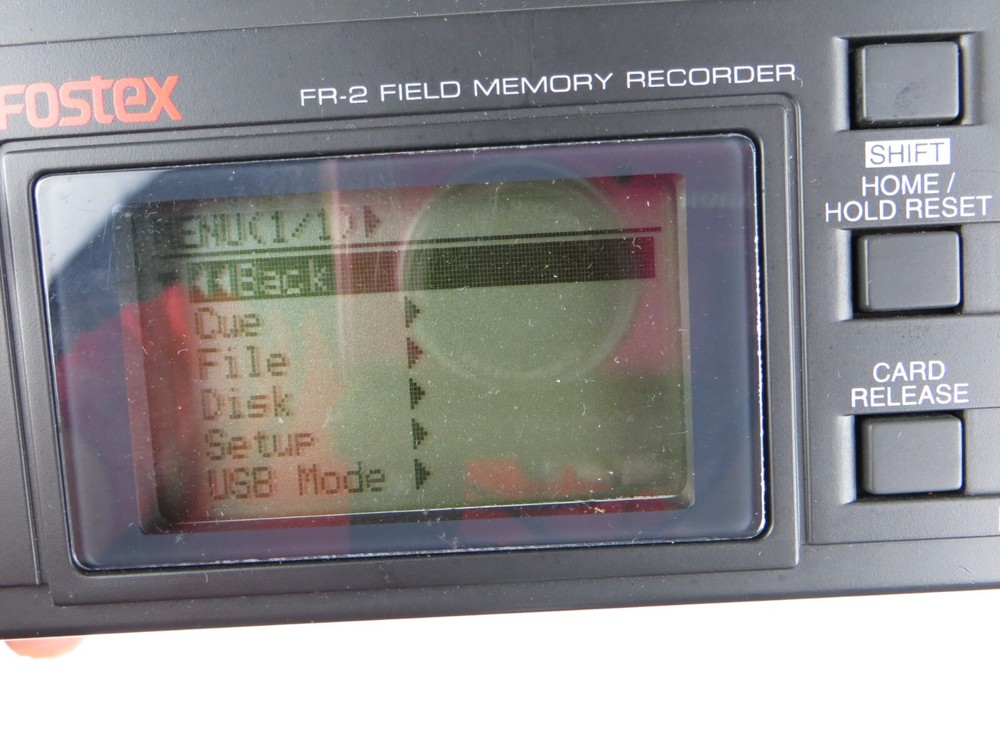 FOSTEX
FR-2 FIELD MEMORY RECORDER
SHIFT
HOME /
HOLD RESET
CARD
RELEASE
ENU(1/1)▶
<<Back
Cue ▶
File ▶
Disk ▶
Setup ▶
USB Mode ▶